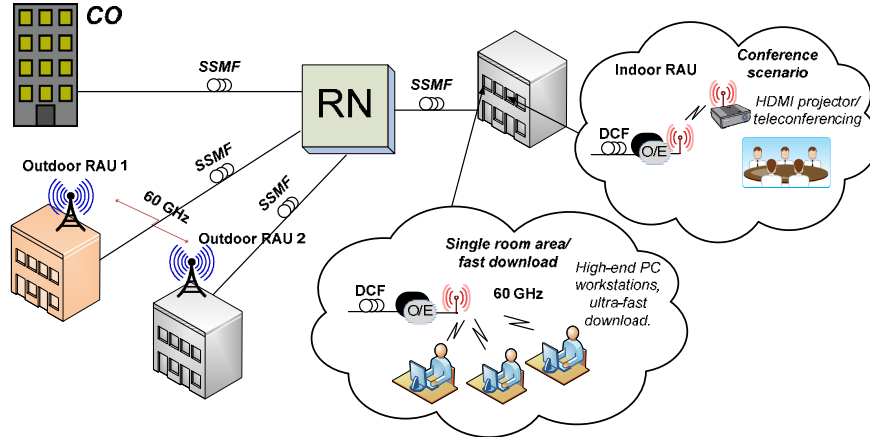 CO
SSMF
RN
SSMF
Indoor RAU
Conference
scenario
HDMI projector/
teleconferencing
DCF
O/E
SSMF
SSMF
Outdoor RAU 1
60 GHz
Outdoor RAU 2
Single room area/
fast download
High-end PC
workstations,
ultra-fast
download.
DCF
O/E
60 GHz